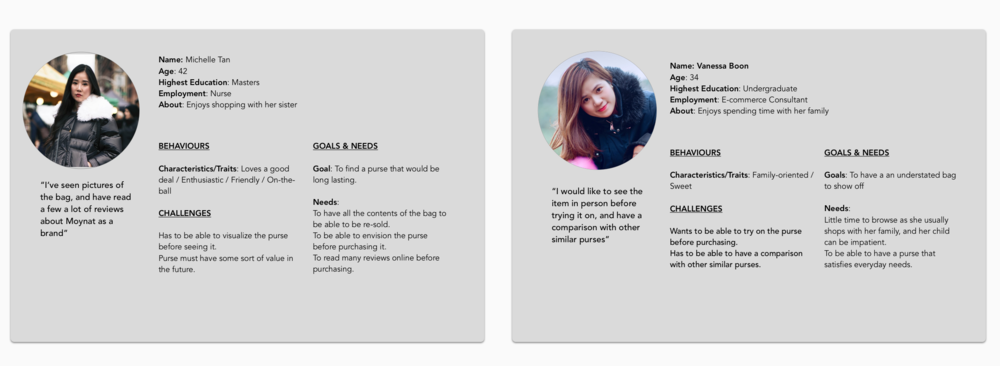 Name: Michelle Tan
Age: 42
Highest Education: Masters
Employment: Nurse
About: Enjoys shopping with her sister
"I've seen pictures of
the bag, and have read
a few a lot of reviews
about Moynat as a
brand"
BEHAVIOURS
Characteristics/Traits: Loves a good
deal / Enthusiastic / Friendly / On-the-
ball
CHALLENGES
Has to be able to visualize the purse
before seeing it.
Purse must have some sort of value in
the future.
GOALS & NEEDS
Goal: To find a purse that would be
long lasting.
Needs:
To have all the contents of the bag to
be able to be re-sold.
To be able to envision the purse
before purchasing it.
To read many reviews online before
purchasing.
Name: Vanessa Boon
Age: 34
Highest Education: Undergraduate
Employment: E-commerce Consultant
About: Enjoys spending time with her family
"I would like to see the
item in person before
trying it on, and have a
comparison with other
similar purses"
BEHAVIOURS
Characteristics/Traits: Family-oriented /
Sweet
CHALLENGES
Wants to be able to try on the purse
before purchasing.
Has to be able to have a comparison
with other similar purses.
GOALS & NEEDS
Goals: To have a an understated bag
to show off
Needs:
Little time to browse as she usually
shops with her family, and her child
can be impatient.
To be able to have a purse that
satisfies everyday needs.